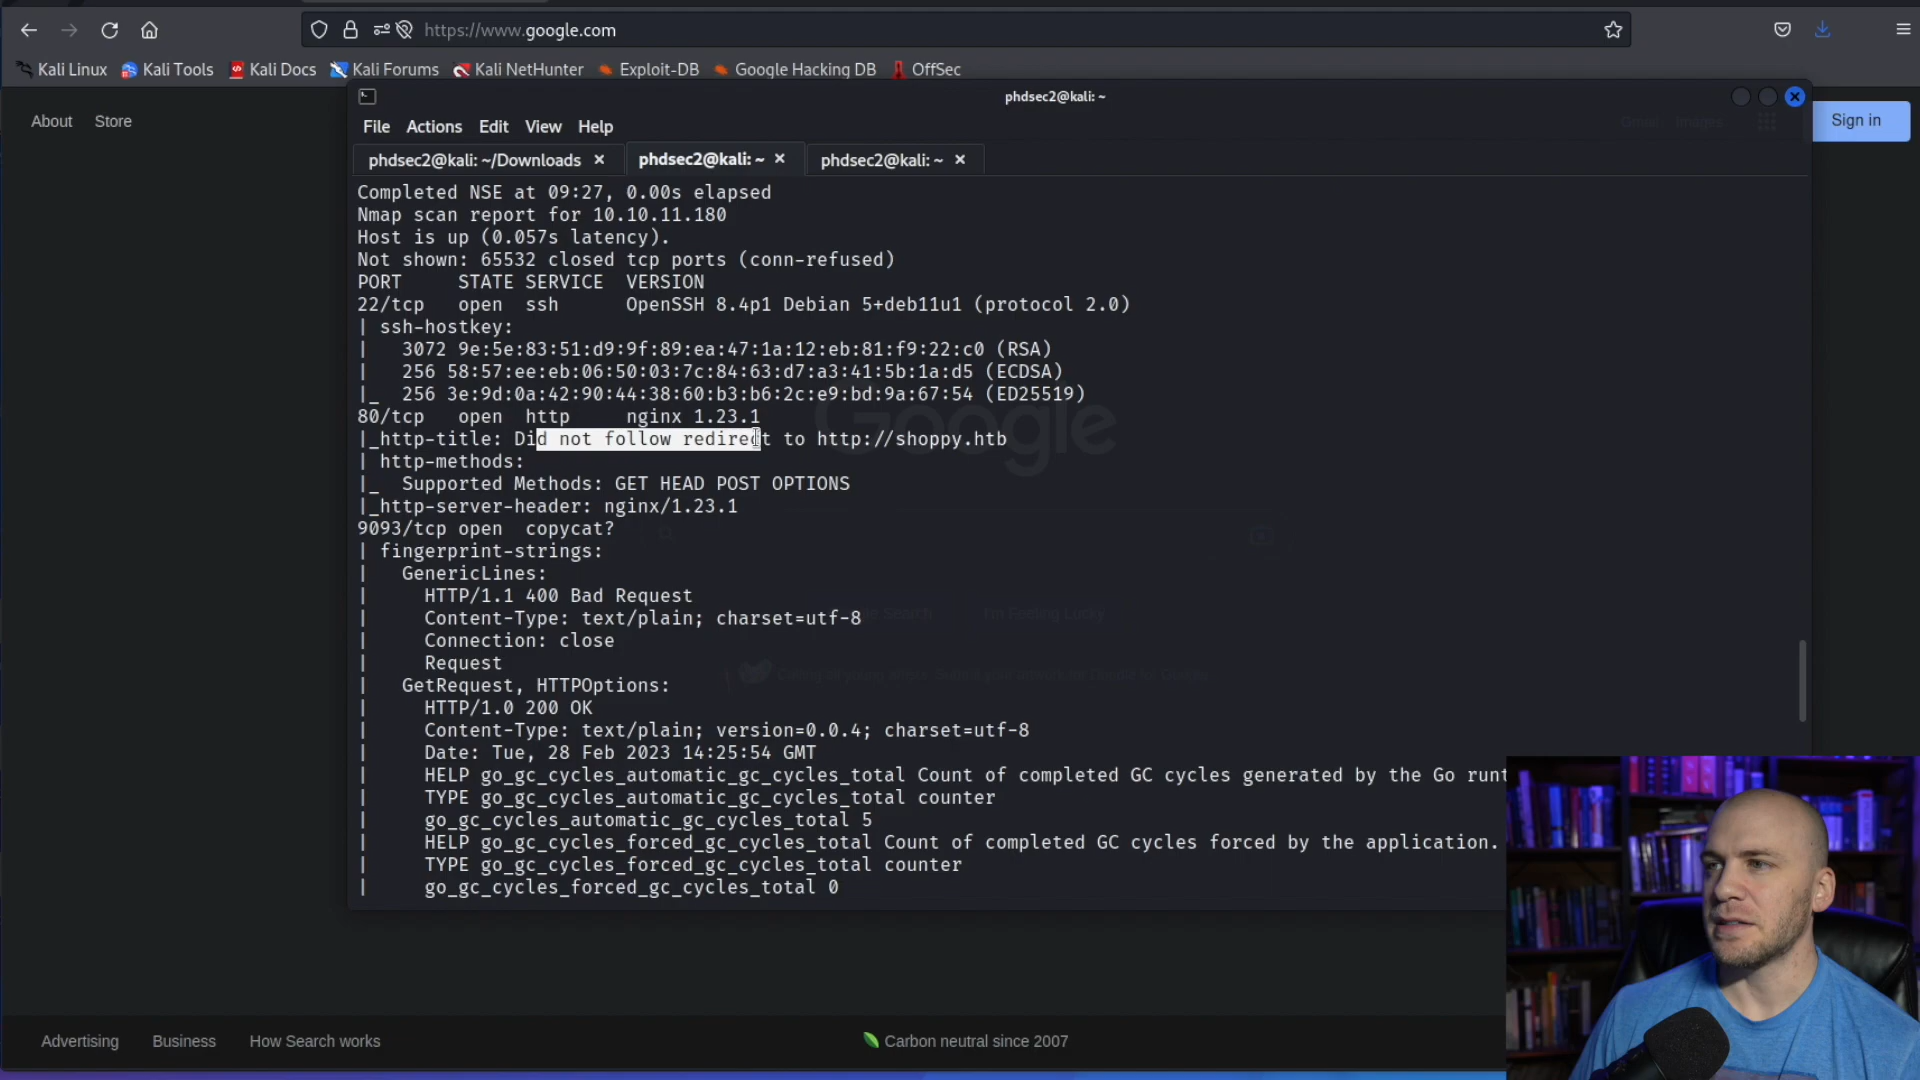 https://www.google.com
Kali Linux
Kali Tools
Kali Docs
Kali Forums
Kali NetHunter
Exploit-DB
Google Hacking DB
OffSec
phdsec2@kali: ~
About
Store
Gmail
Images
Sign in
File Actions Edit View Help
phdsec2@kali: ~/Downloads
phdsec2@kali: ~
phdsec2@kali: ~
Completed NSE at 09:27, 0.00s elapsed
Nmap scan report for 10.10.11.180
Host is up (0.057s latency).
Not shown: 65532 closed tcp ports (conn-refused)
PORT     STATE SERVICE  VERSION
22/tcp   open  ssh      OpenSSH 8.4p1 Debian 5+deb11u1 (protocol 2.0)
| ssh-hostkey:
|   3072 9e:5e:83:51:d9:9f:89:ea:47:1a:12:eb:81:f9:22:c0 (RSA)
|   256 58:57:ee:eb:06:50:03:7c:84:63:d7:a3:41:5b:1a:d5 (ECDSA)
|_  256 3e:9d:0a:42:90:44:38:60:b3:b6:2c:e9:bd:9a:67:54 (ED25519)
80/tcp   open  http     nginx 1.23.1
|_http-title: Did not follow redirect to http://shoppy.htb
| http-methods:
|_  Supported Methods: GET HEAD POST OPTIONS
|_http-server-header: nginx/1.23.1
9093/tcp open  copycat?
| fingerprint-strings:
|   GenericLines:
|     HTTP/1.1 400 Bad Request
|     Content-Type: text/plain; charset=utf-8
|     Connection: close
|     Request
|   GetRequest, HTTPOptions:
|     HTTP/1.0 200 OK
|     Content-Type: text/plain; version=0.0.4; charset=utf-8
|     Date: Tue, 28 Feb 2023 14:25:54 GMT
|     HELP go_gc_cycles_automatic_gc_cycles_total Count of completed GC cycles generated by the Go runt
|     TYPE go_gc_cycles_automatic_gc_cycles_total counter
|     go_gc_cycles_automatic_gc_cycles_total 5
|     HELP go_gc_cycles_forced_gc_cycles_total Count of completed GC cycles forced by the application.
|     TYPE go_gc_cycles_forced_gc_cycles_total counter
|     go_gc_cycles_forced_gc_cycles_total 0
Google
I'm Feeling Lucky
Advertising
Business
How Search works
Carbon neutral since 2007